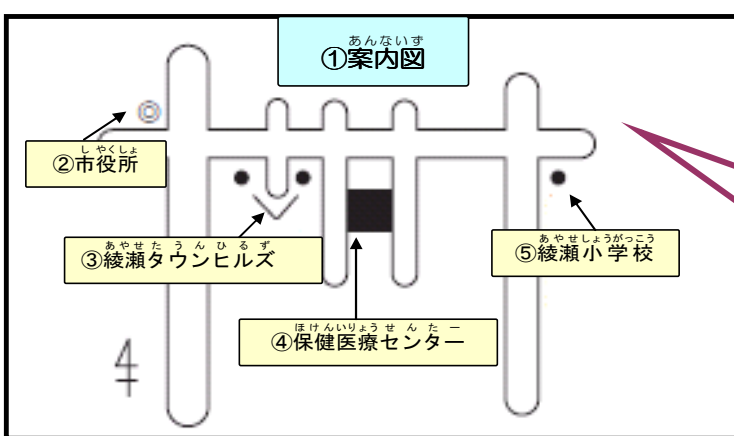 あんないず
①案内図
しやくしょ
②市役所
あやせたうんひるず
③綾瀬タウンヒルズ
あやせしょうがっこう
⑤綾瀬小学校
ほけんいりょうせんたー
④保健医療センター